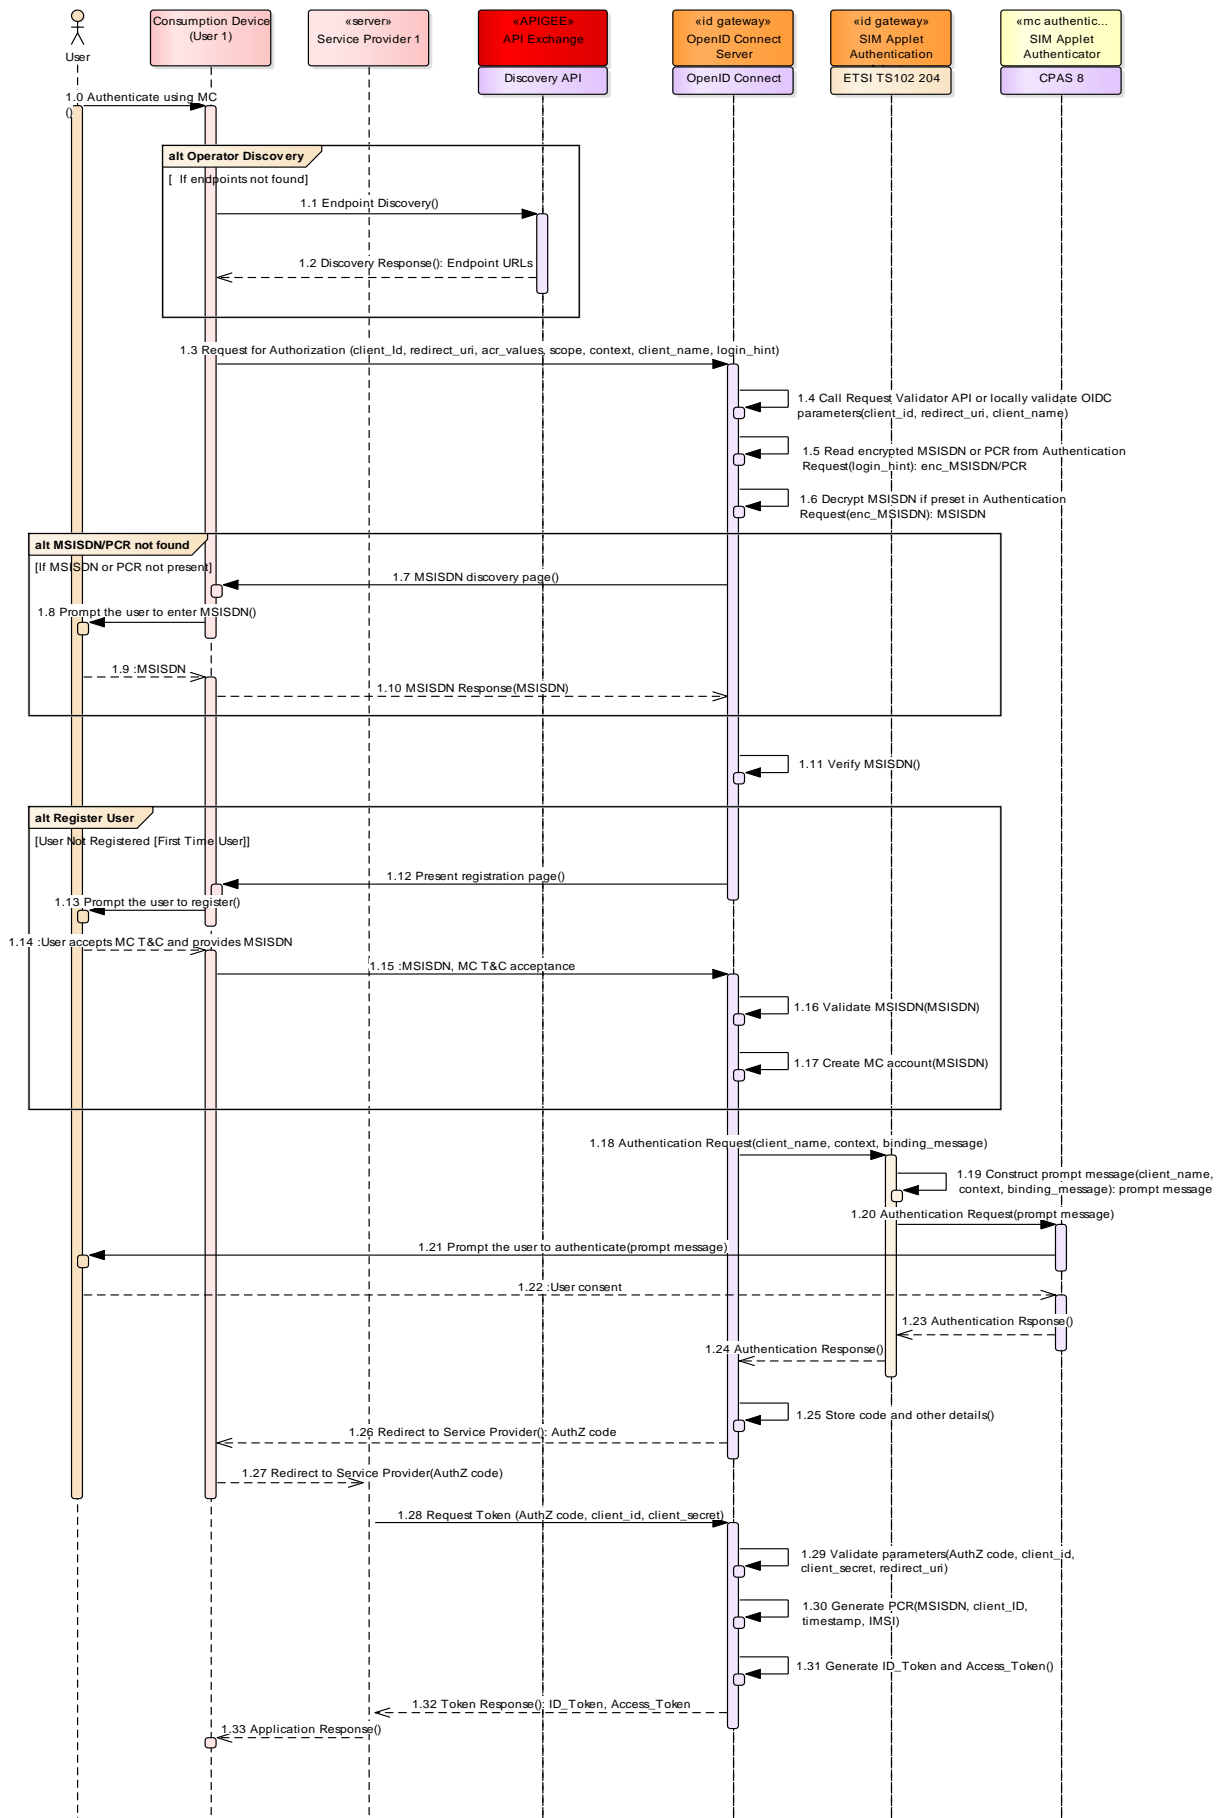 User
Consumption Device
(User 1)
«server»
Service Provider 1
«APIGEE»
API Exchange
Discovery API
«id gateway»
OpenID Connect
Server
OpenID Connect
«id gateway»
SIM Applet
Authentication
ETSI TS102 204
«mc authentic...
SIM Applet
Authenticator
CPAS 8
1.0 Authenticate using MC
()
alt Operator Discovery
[ If endpoints not found]
1.1 Endpoint Discovery()
1.2 Discovery Response(): Endpoint URLs
1.3 Request for Authorization (client_Id, redirect_uri, acr_values, scope, context, client_name, login_hint)
1.4 Call Request Validator API or locally validate OIDC
parameters(client_id, redirect_uri, client_name)
1.5 Read encrypted MSISDN or PCR from Authentication
Request(login_hint): enc_MSISDN/PCR
1.6 Decrypt MSISDN if preset in Authentication
Request(enc_MSISDN): MSISDN
alt MSISDN/PCR not found
[If MSISDN or PCR not present]
1.7 MSISDN discovery page()
1.8 Prompt the user to enter MSISDN()
1.9 :MSISDN
1.10 MSISDN Response(MSISDN)
1.11 Verify MSISDN()
alt Register User
[User Not Registered [First Time User]]
1.12 Present registration page()
1.13 Prompt the user to register()
1.14 :User accepts MC T&C and provides MSISDN
1.15 :MSISDN, MC T&C acceptance
1.16 Validate MSISDN(MSISDN)
1.17 Create MC account(MSISDN)
1.18 Authentication Request(client_name, context, binding_message)
1.19 Construct prompt message(client_name,
context, binding_message): prompt message
1.20 Authentication Request(prompt message)
1.21 Prompt the user to authenticate(prompt message)
1.22 :User consent
1.23 Authentication Rsponse()
1.24 Authentication Response()
1.25 Store code and other details()
1.26 Redirect to Service Provider(): AuthZ code
1.27 Redirect to Service Provider(AuthZ code)
1.28 Request Token (AuthZ code, client_id, client_secret)
1.29 Validate parameters(AuthZ code, client_id,
client_secret, redirect_uri)
1.30 Generate PCR(MSISDN, client_ID,
timestamp, IMSI)
1.31 Generate ID_Token and Access_Token()
1.32 Token Response(): ID_Token, Access_Token
1.33 Application Response()